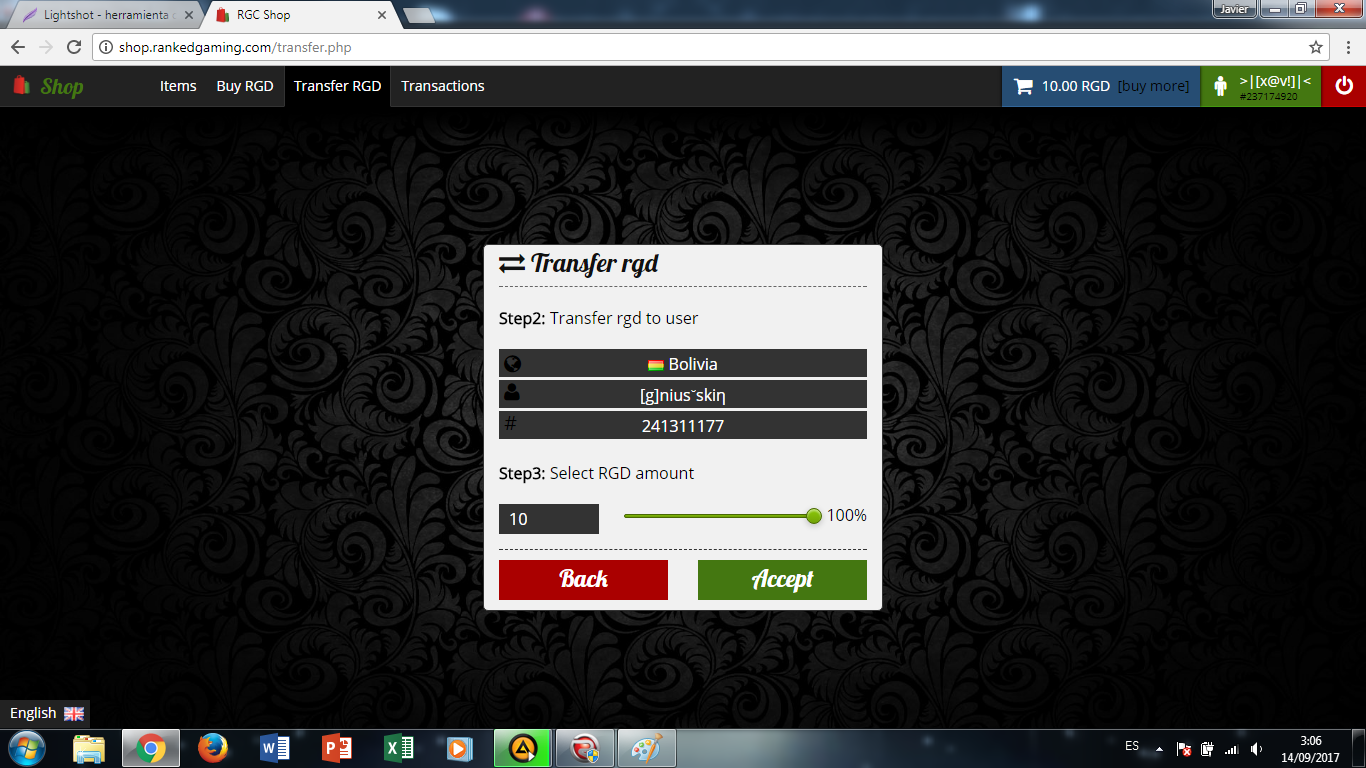 Lightshot - herramienta d
RGC Shop
Javier
shop.rankedgaming.com/transfer.php
Shop
Items
Buy RGD
Transfer RGD
Transactions
10.00 RGD [buy more]
>|[x@v!]|<
#237174920
Transfer rgd
Step2: Transfer rgd to user
Bolivia
[g]nius˘skiη
# 241311177
Step3: Select RGD amount
10
100%
Back
Accept
English
ES
3:06
14/09/2017